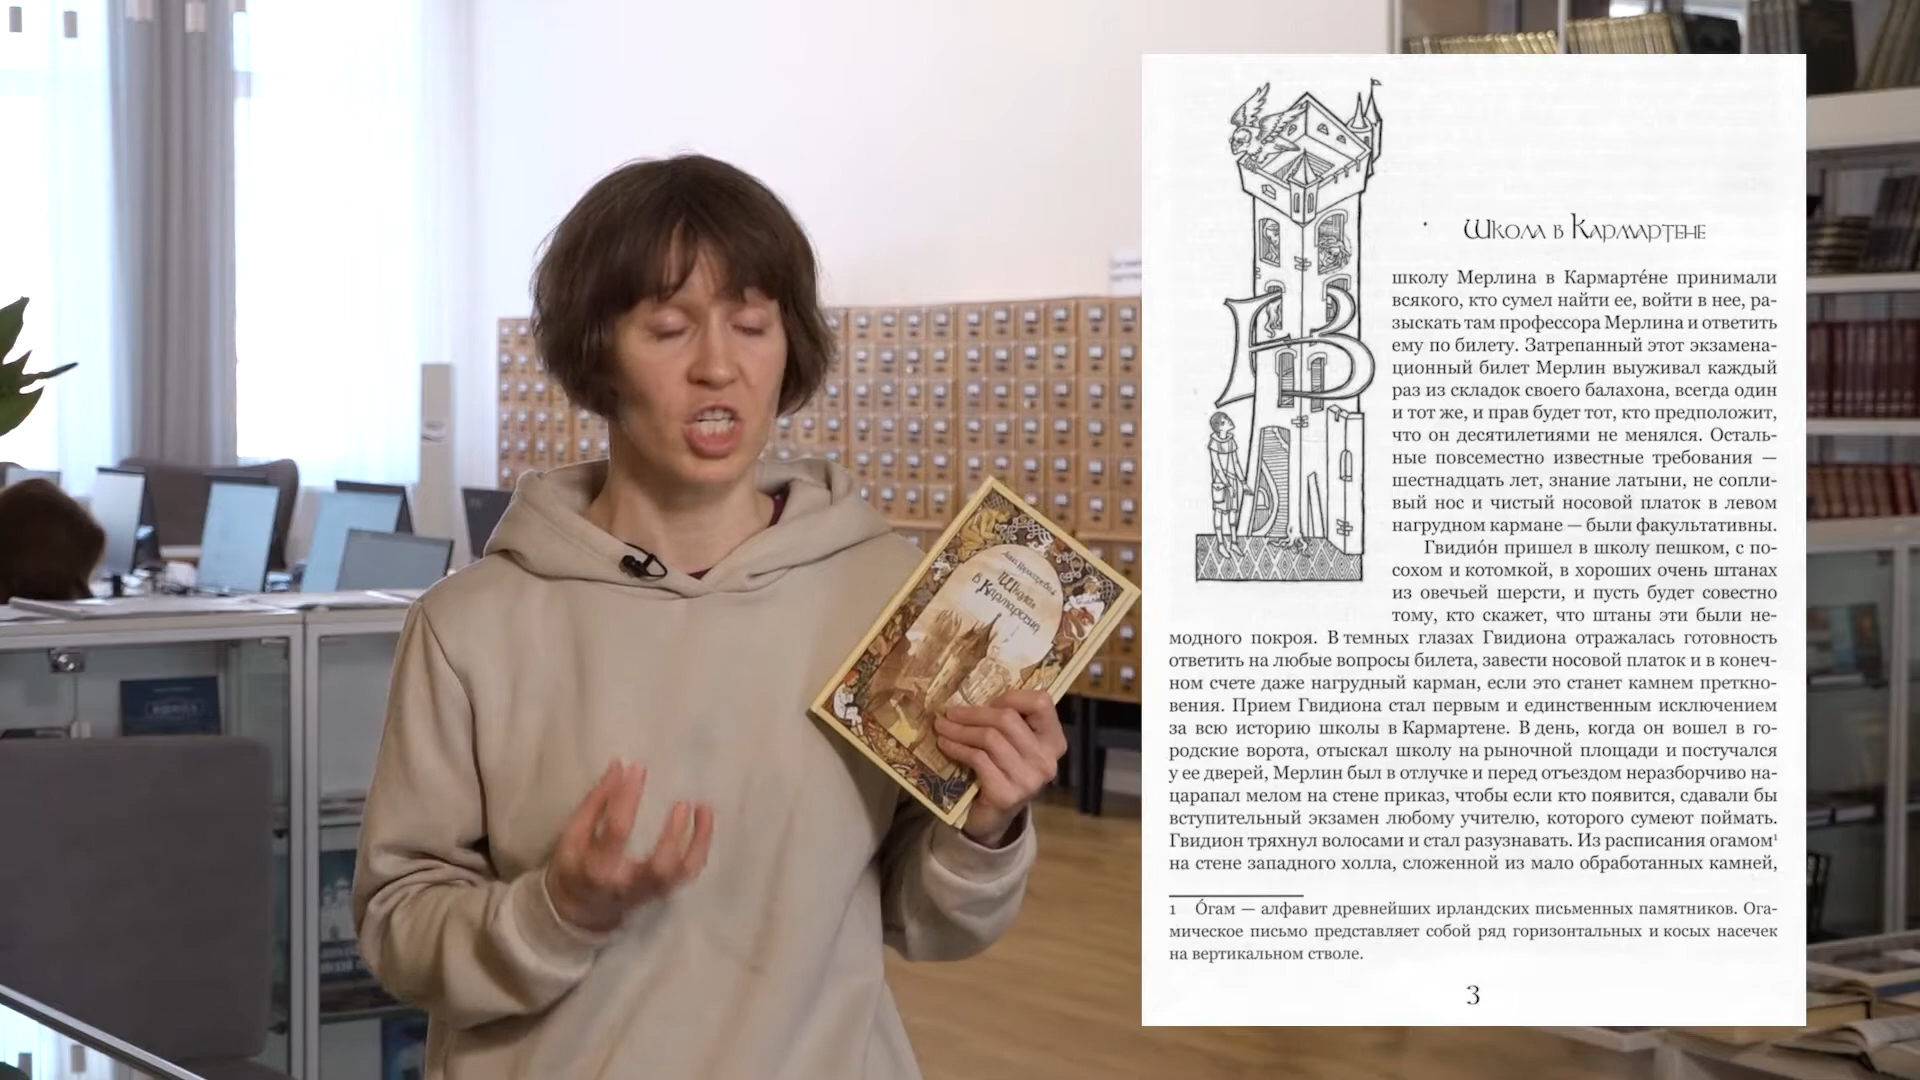 Анна Коростелева
Школа
в Кармартене
Школа в Кармартене
В
школу Мерлина в Кармарте́не принимали
всякого, кто сумел найти ее, войти в нее, ра-
зыскать там профессора Мерлина и ответить
ему по билету. Затрепанный этот экзамена-
ционный билет Мерлин выуживал каждый
раз из складок своего балахона, всегда один
и тот же, и прав будет тот, кто предположит,
что он десятилетиями не менялся. Осталь-
ные повсеместно известные требования —
шестнадцать лет, знание латыни, не сопли-
вый нос и чистый носовой платок в левом
нагрудном кармане — были факультативны.
Гвидио́н пришел в школу пешком, с по-
сохом и котомкой, в хороших очень штанах
из овечьей шерсти, и пусть будет совестно
тому, кто скажет, что штаны эти были не-
модного покроя. В темных глазах Гвидиона отражалась готовность
ответить на любые вопросы билета, завести носовой платок и в конеч-
ном счете даже нагрудный карман, если это станет камнем преткно-
вения. Прием Гвидиона стал первым и единственным исключением
за всю историю школы в Кармартене. В день, когда он вошел в го-
родские ворота, отыскал школу на рыночной площади и постучался
у ее дверей, Мерлин был в отлучке и перед отъездом неразборчиво на-
царапал мелом на стене приказ, чтобы если кто появится, сдавали бы
вступительный экзамен любому учителю, которого сумеют поймать.
Гвидион тряхнул волосами и стал разузнавать. Из расписания огамом¹
на стене западного холла, сложенной из мало обработанных камней,
1 О́гам — алфавит древнейших ирландских письменных памятников. Ога-
мическое письмо представляет собой ряд горизонтальных и косых насечек
на вертикальном стволе.
3